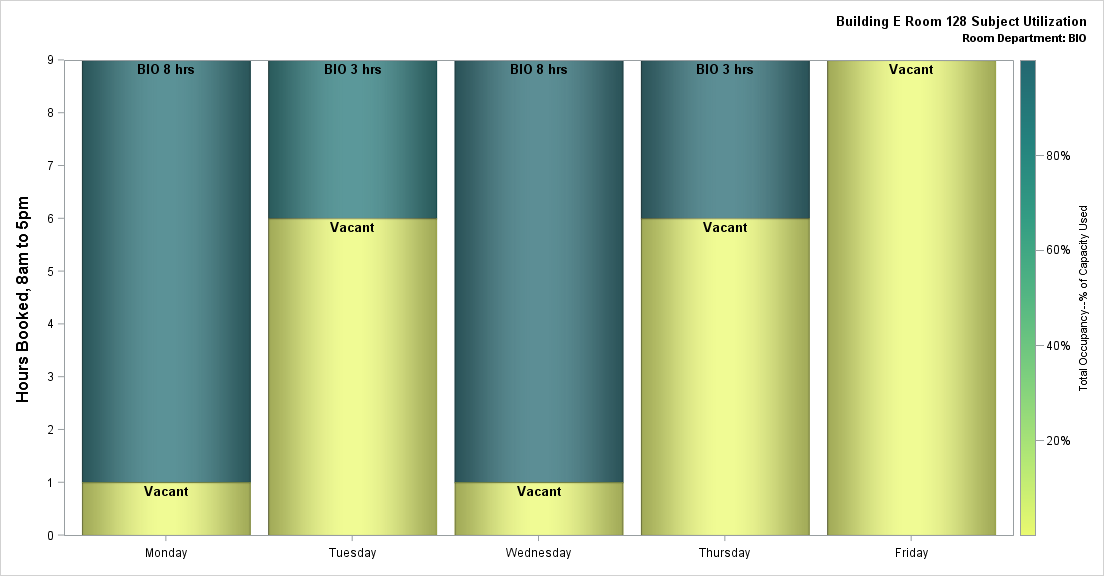 Building E Room 128 Subject Utilization
Room Department: BIO
Hours Booked, 8am to 5pm
9
8
7
6
5
4
3
2
1
0
BIO 8 hrs
Vacant
BIO 3 hrs
Vacant
BIO 8 hrs
Vacant
BIO 3 hrs
Vacant
Vacant
Monday
Tuesday
Wednesday
Thursday
Friday
80%
60%
40%
20%
Total Occupancy--% of Capacity Used